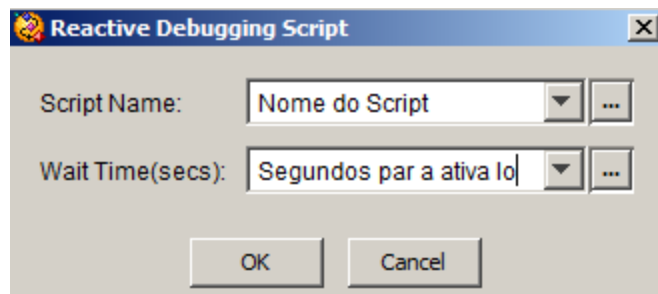 Reactive Debugging Script
Script Name: Nome do Script ...
Wait Time(secs): Segundos par a ativa lo ...
OK Cancel